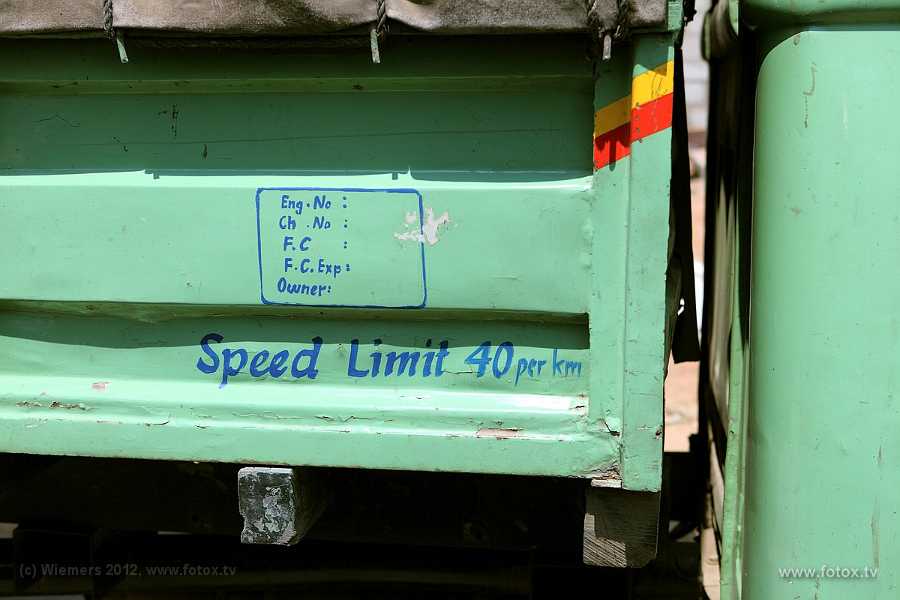 Eng.No :
Ch .No :
F.C :
F.C.Exp:
Owner:
Speed Limit 40 per km
(c) Wiemers 2012, www.fotox.tv
www.fotox.tv